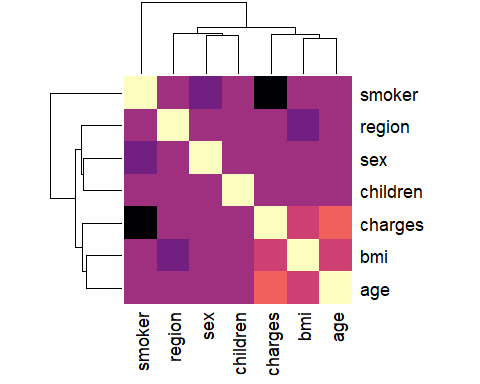 smoker
region
sex
children
charges
bmi
age
smoker
region
sex
children
charges
bmi
age